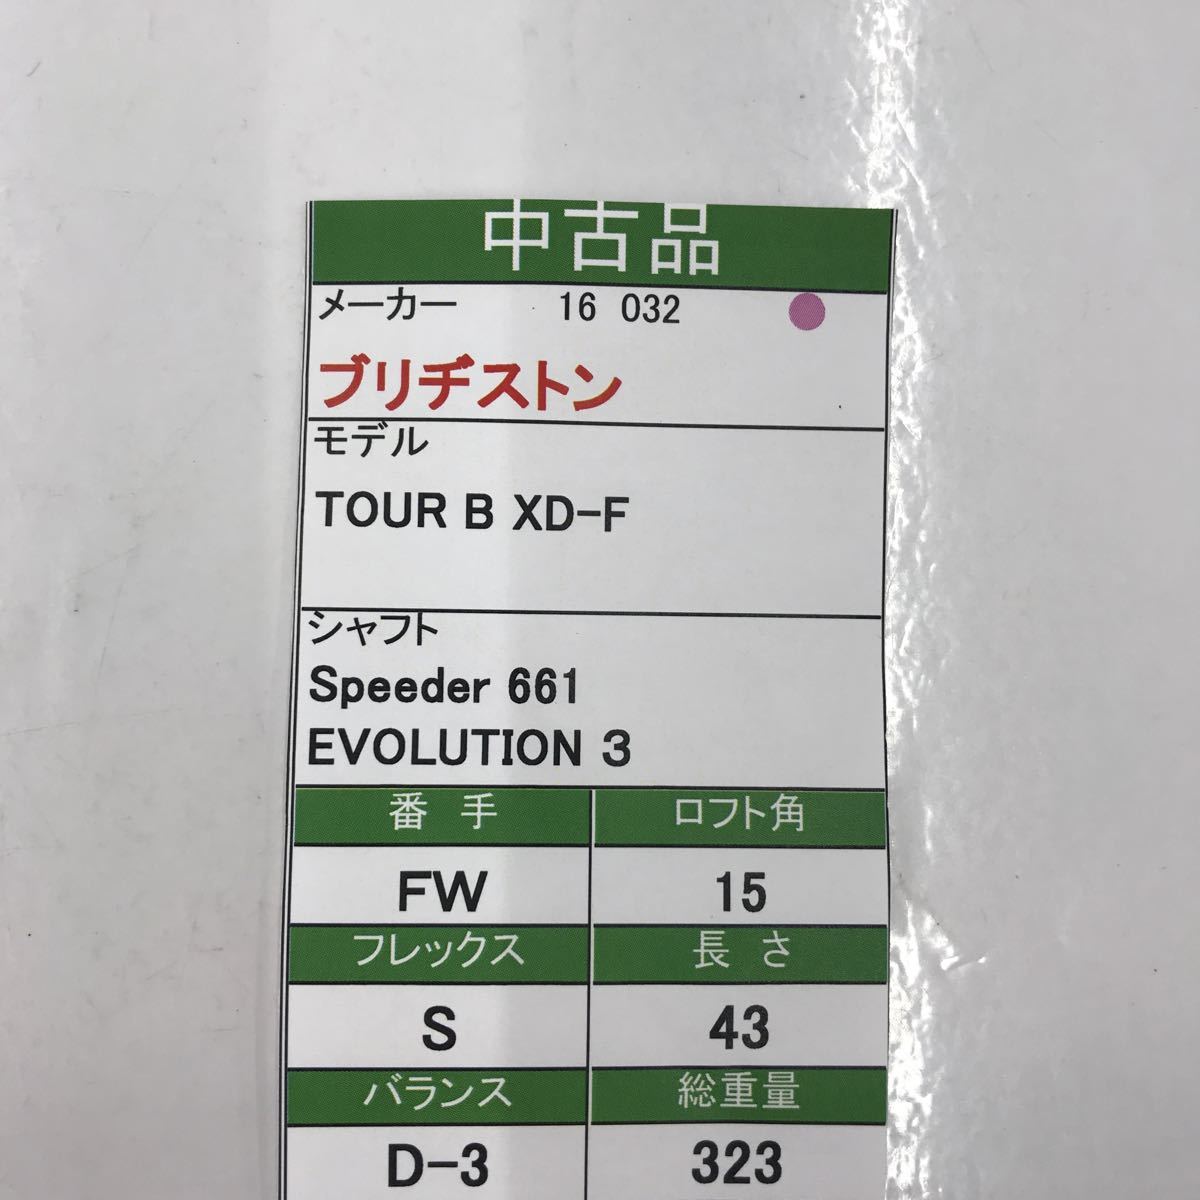 中古品
メーカー 16 032
ブリヂストン
モデル
TOUR B XD-F
シャフト
Speeder 661
EVOLUTION 3
番 手 ロフト角
FW 15
フレックス 長 さ
S 43
バランス 総重量
D-3 323